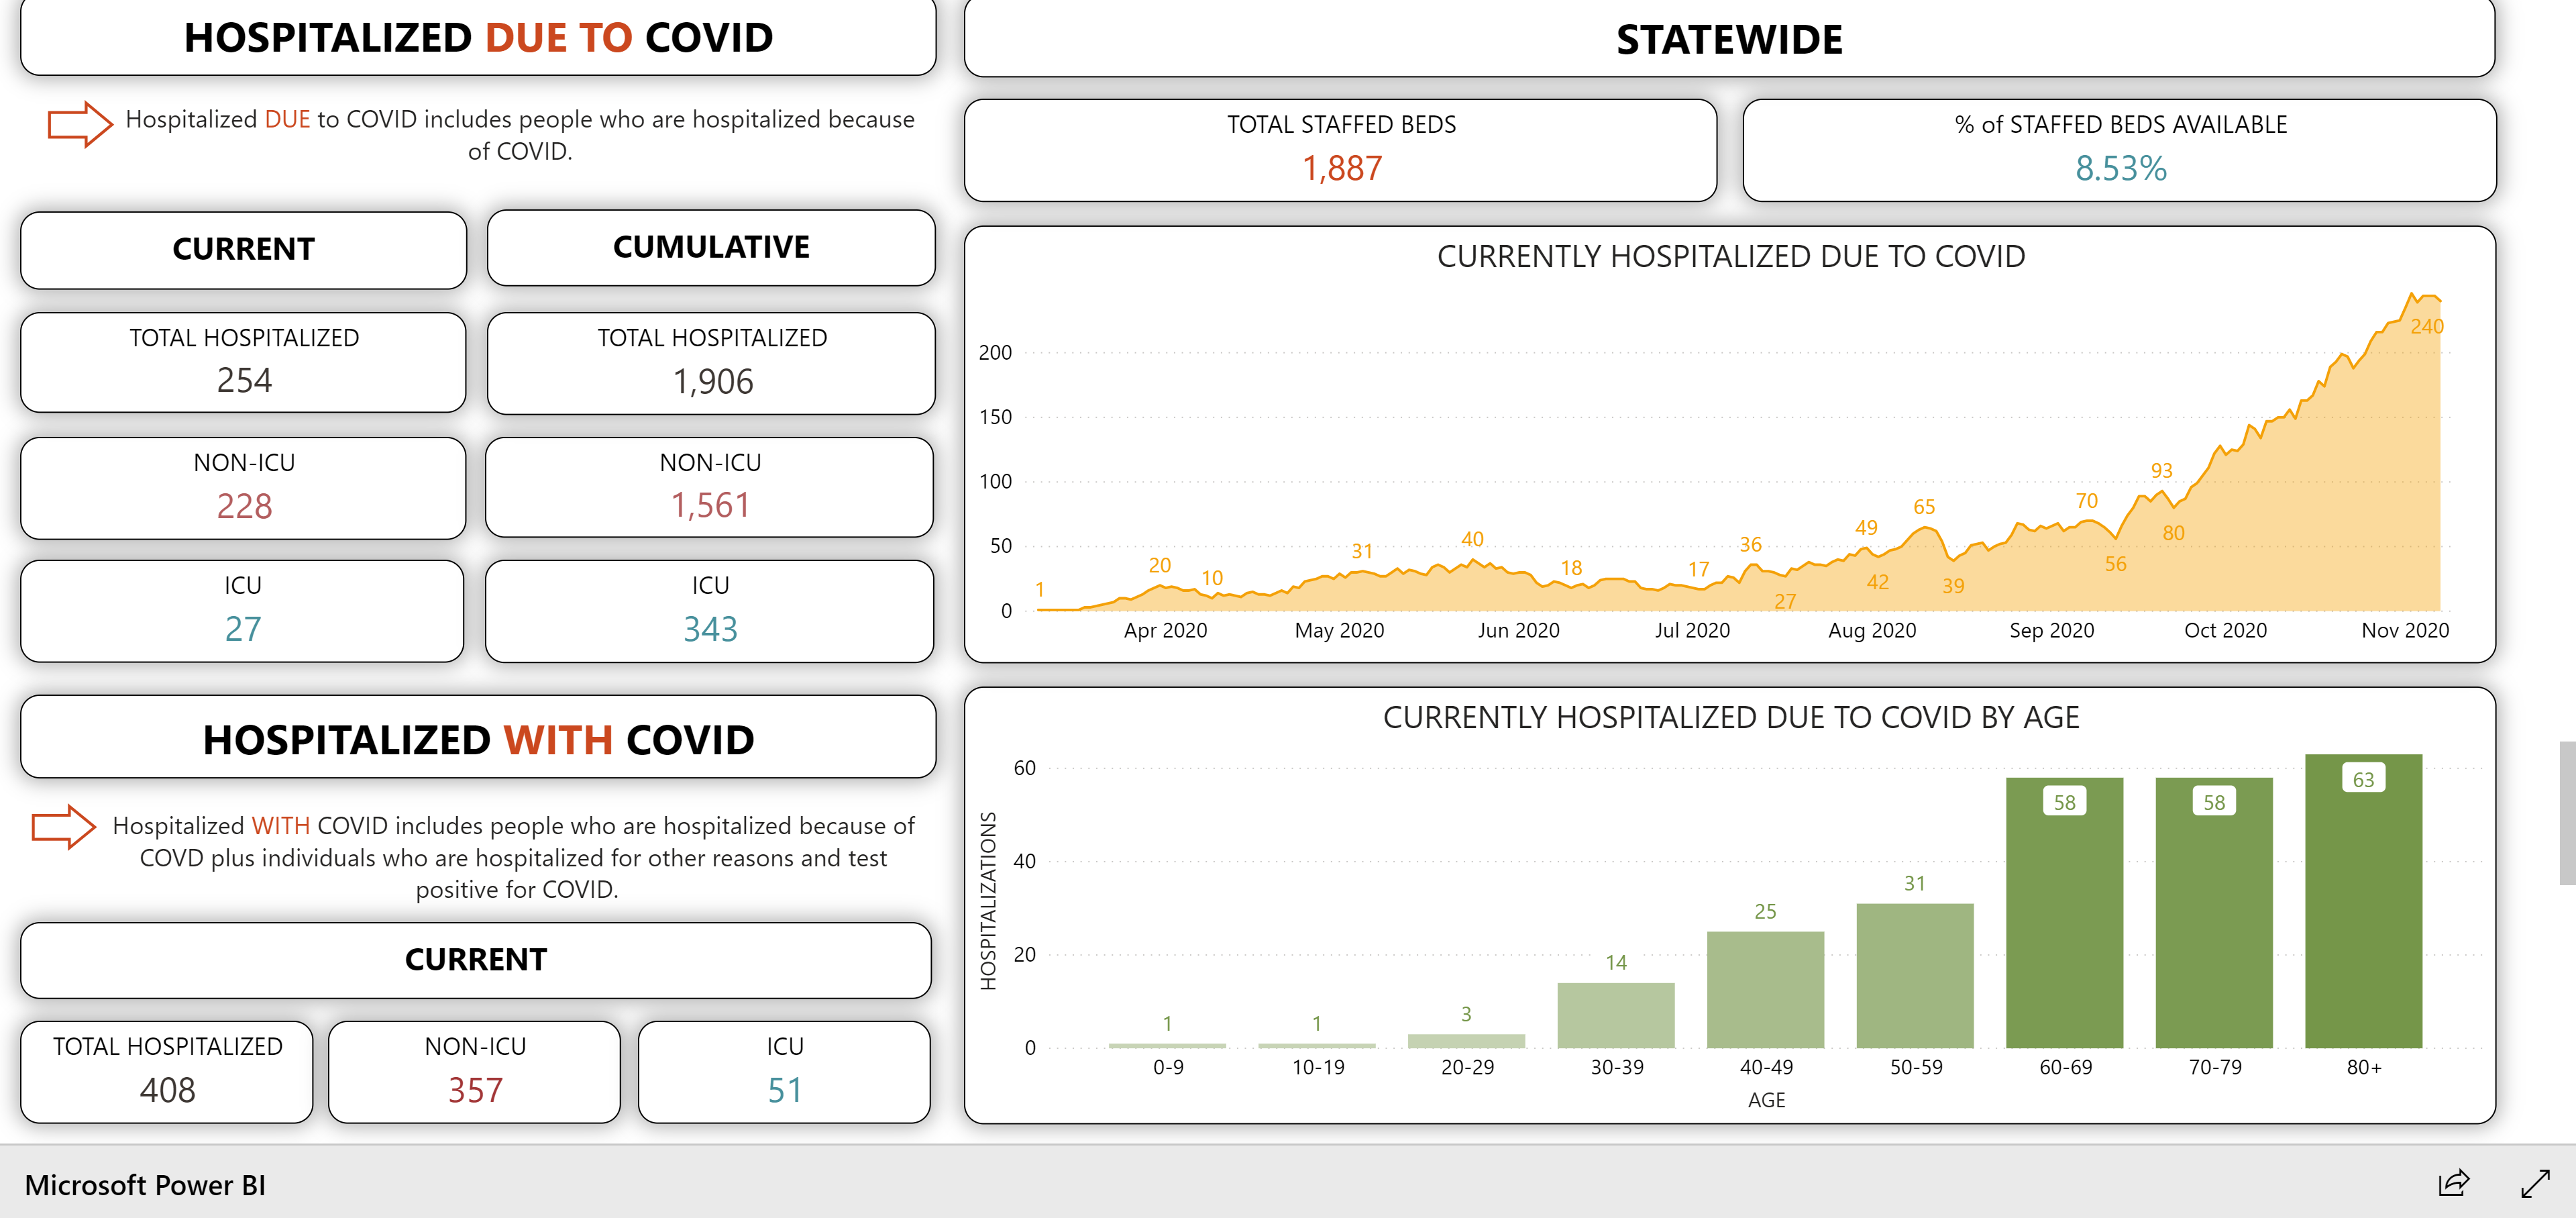 HOSPITALIZED DUE TO COVID
Hospitalized DUE to COVID includes people who are hospitalized because
of COVID.
CURRENT
CUMULATIVE
TOTAL HOSPITALIZED
254
TOTAL HOSPITALIZED
1,906
NON-ICU
228
NON-ICU
1,561
ICU
27
ICU
343
HOSPITALIZED WITH COVID
Hospitalized WITH COVID includes people who are hospitalized because of
COVD plus individuals who are hospitalized for other reasons and test
positive for COVID.
CURRENT
TOTAL HOSPITALIZED
408
NON-ICU
357
ICU
51
STATEWIDE
TOTAL STAFFED BEDS
1,887
% of STAFFED BEDS AVAILABLE
8.53%
CURRENTLY HOSPITALIZED DUE TO COVID
200
150
100
50
0
1
20
10
31
40
18
17
36
27
49
42
65
39
70
56
93
80
240
Apr 2020
May 2020
Jun 2020
Jul 2020
Aug 2020
Sep 2020
Oct 2020
Nov 2020
CURRENTLY HOSPITALIZED DUE TO COVID BY AGE
HOSPITALIZATIONS
60
40
20
0
1
1
3
14
25
31
58
58
63
0-9
10-19
20-29
30-39
40-49
50-59
60-69
70-79
80+
AGE
Microsoft Power BI